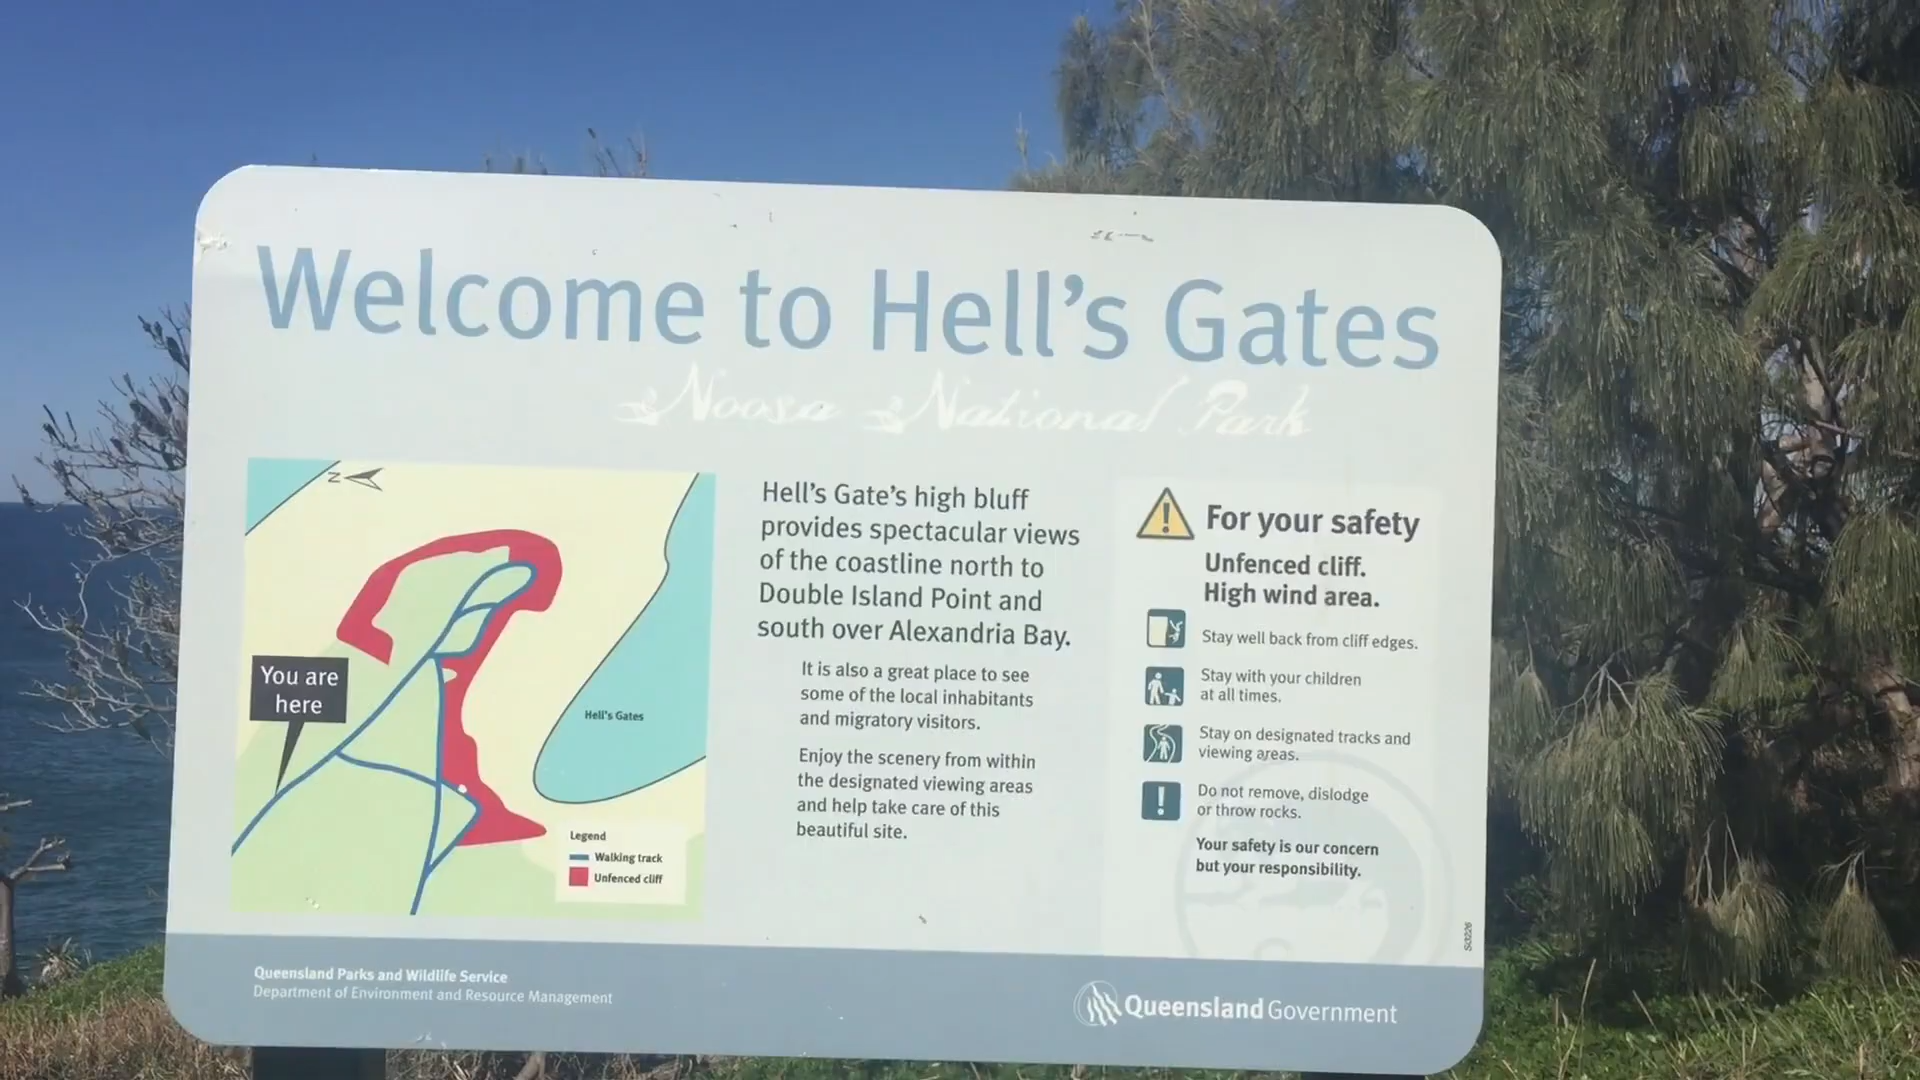 Welcome to Hell's Gates
Noosa National Park
N
You are
here
Hell's Gates
Legend
Walking track
Unfenced cliff
Hell's Gate's high bluff
provides spectacular views
of the coastline north to
Double Island Point and
south over Alexandria Bay.
It is also a great place to see
some of the local inhabitants
and migratory visitors.
Enjoy the scenery from within
the designated viewing areas
and help take care of this
beautiful site.
For your safety
Unfenced cliff.
High wind area.
Stay well back from cliff edges.
Stay with your children
at all times.
Stay on designated tracks and
viewing areas.
Do not remove, dislodge
or throw rocks.
Your safety is our concern
but your responsibility.
S03226
Queensland Parks and Wildlife Service
Department of Environment and Resource Management
Queensland Government